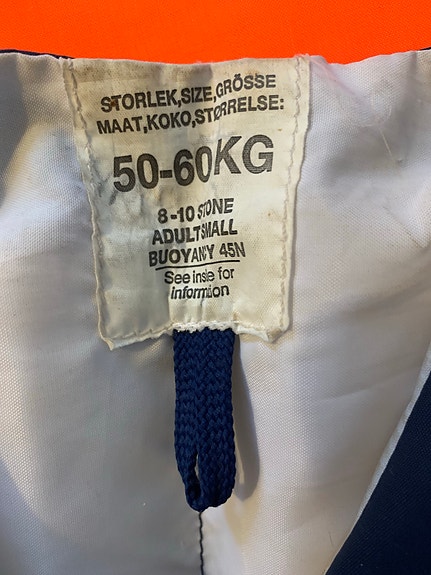 STORLEK,SIZE,GRÖSSE
MAAT,KOKO,STØRRELSE:
50-60KG
8-10 STONE
ADULT SMALL
BUOYANCY 45N
See inside for
information